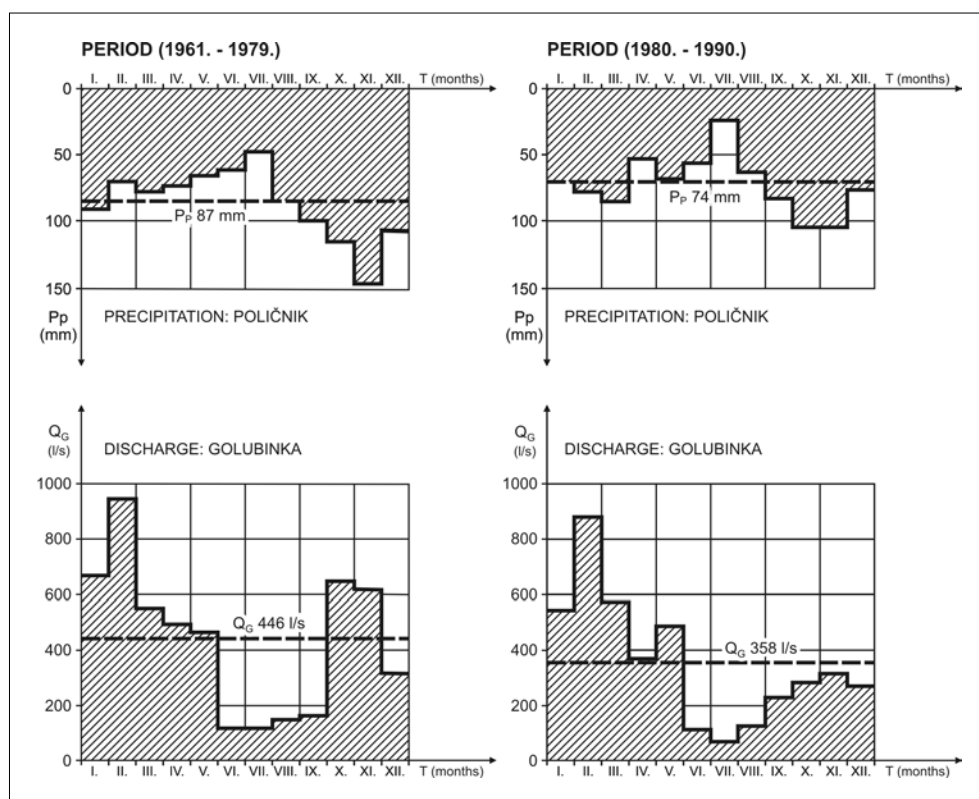 PERIOD (1961. - 1979.)
I. II. III. IV. V. VI. VII. VIII. IX. X. XI. XII. T (months)
0
50
100
150
Pp
(mm)
PP 87 mm
PRECIPITATION: POLIČNIK
PERIOD (1980. - 1990.)
I. II. III. IV. V. VI. VII. VIII. IX. X. XI. XII. T (months)
0
50
100
150
Pp
(mm)
PP 74 mm
PRECIPITATION: POLIČNIK
QG
(l/s)
DISCHARGE: GOLUBINKA
1000
800
600
400
200
0
QG 446 l/s
I. II. III. IV. V. VI. VII. VIII. IX. X. XI. XII. T (months)
QG
(l/s)
DISCHARGE: GOLUBINKA
1000
800
600
400
200
0
QG 358 l/s
I. II. III. IV. V. VI. VII. VIII. IX. X. XI. XII. T (months)